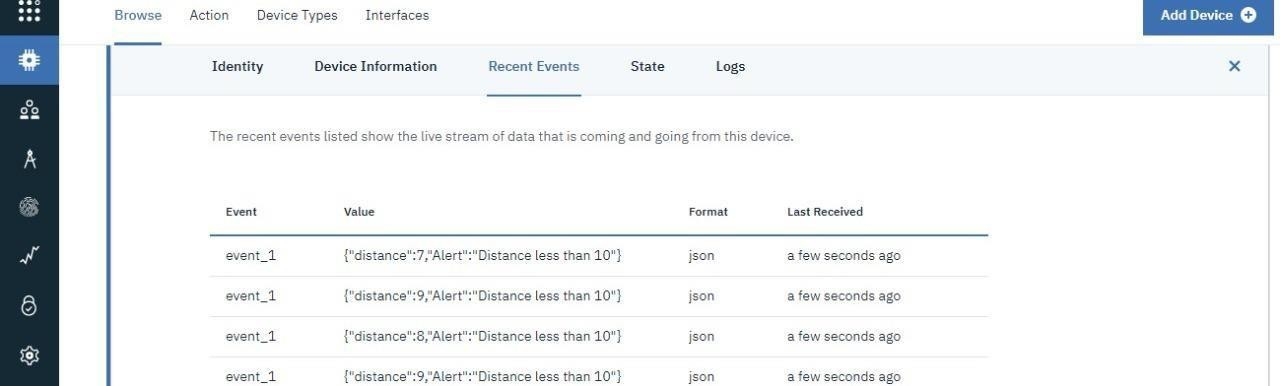 Browse Action Device Types Interfaces Add Device
Identity Device Information Recent Events State Logs
The recent events listed show the live stream of data that is coming and going from this device.
Event Value Format Last Received
event_1 {"distance":7,"Alert":"Distance less than 10"} json a few seconds ago
event_1 {"distance":9,"Alert":"Distance less than 10"} json a few seconds ago
event_1 {"distance":8,"Alert":"Distance less than 10"} json a few seconds ago
event_1 {"distance":9,"Alert":"Distance less than 10"} json a few seconds ago